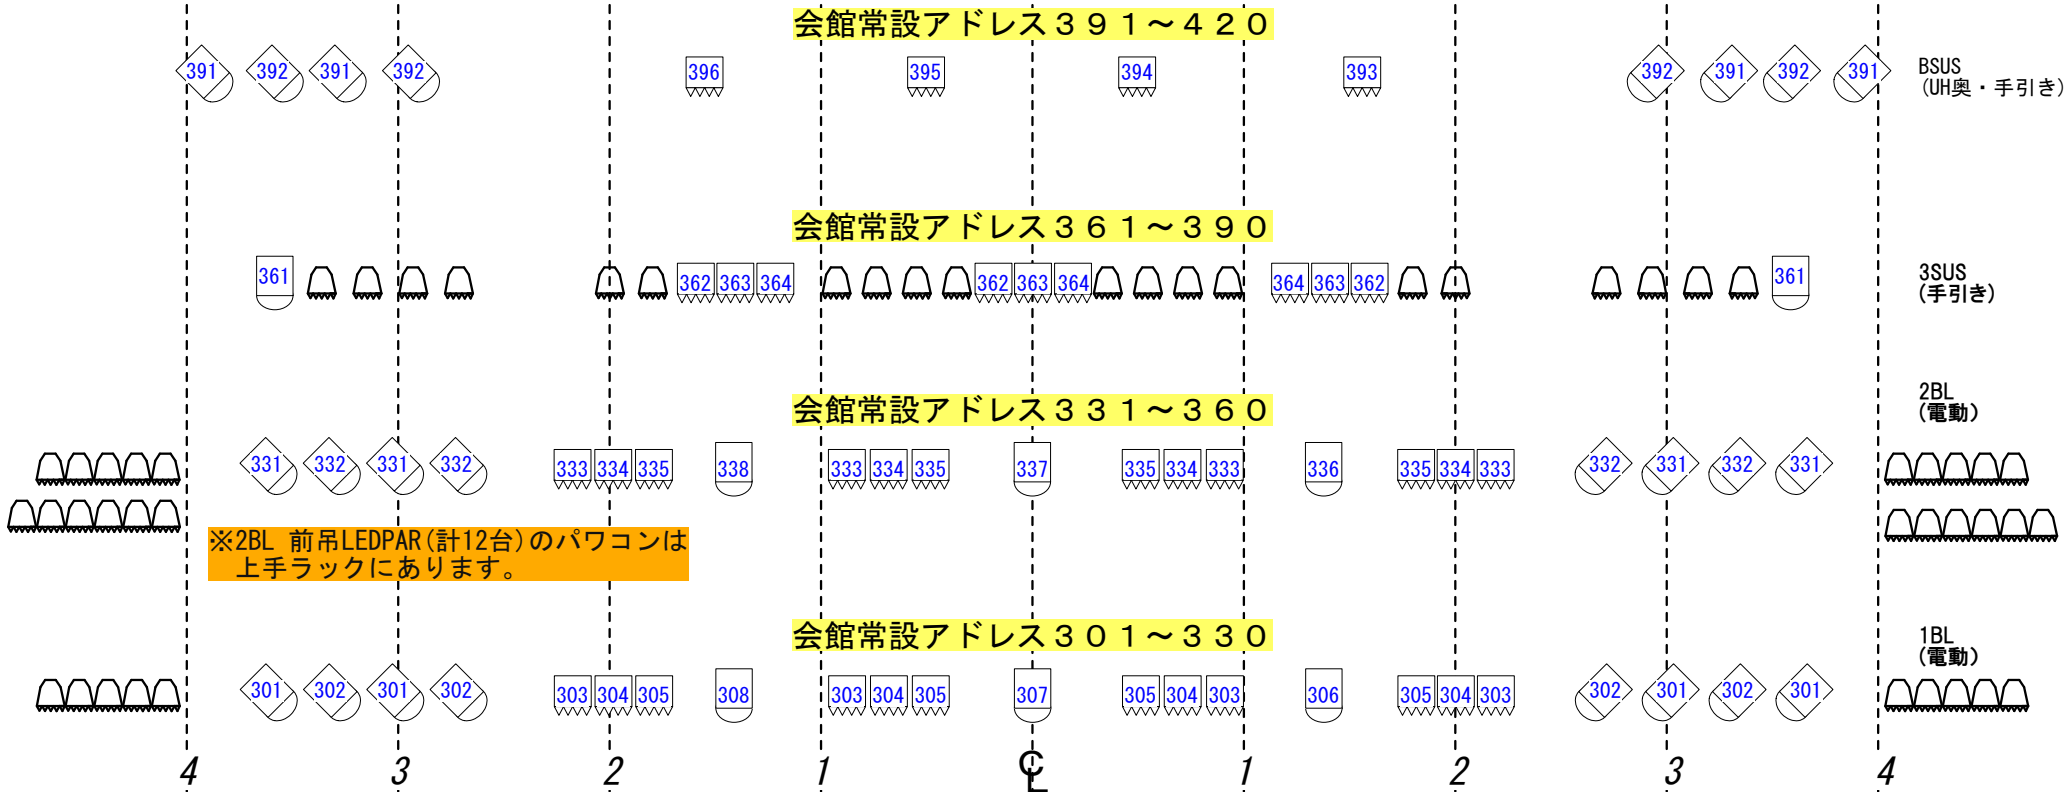 会館常設アドレス３９１～４２０
391 392 391 392 396 395 394 393 392 391 392 391
BSUS
(UH奥・手引き)
会館常設アドレス３６１～３９０
361 362 363 364 362 363 364 364 363 362 361
3SUS
(手引き)
会館常設アドレス３３１～３６０
2BL
(電動)
331 332 331 332 333 334 335 338 333 334 335 337 335 334 333 336 335 334 333 332 331 332 331
※2BL 前吊LEDPAR(計12台)のパワコンは
上手ラックにあります。
会館常設アドレス３０１～３３０
1BL
(電動)
301 302 301 302 303 304 305 308 303 304 305 307 305 304 303 306 305 304 303 302 301 302 301
4 3 2 1 CL 1 2 3 4